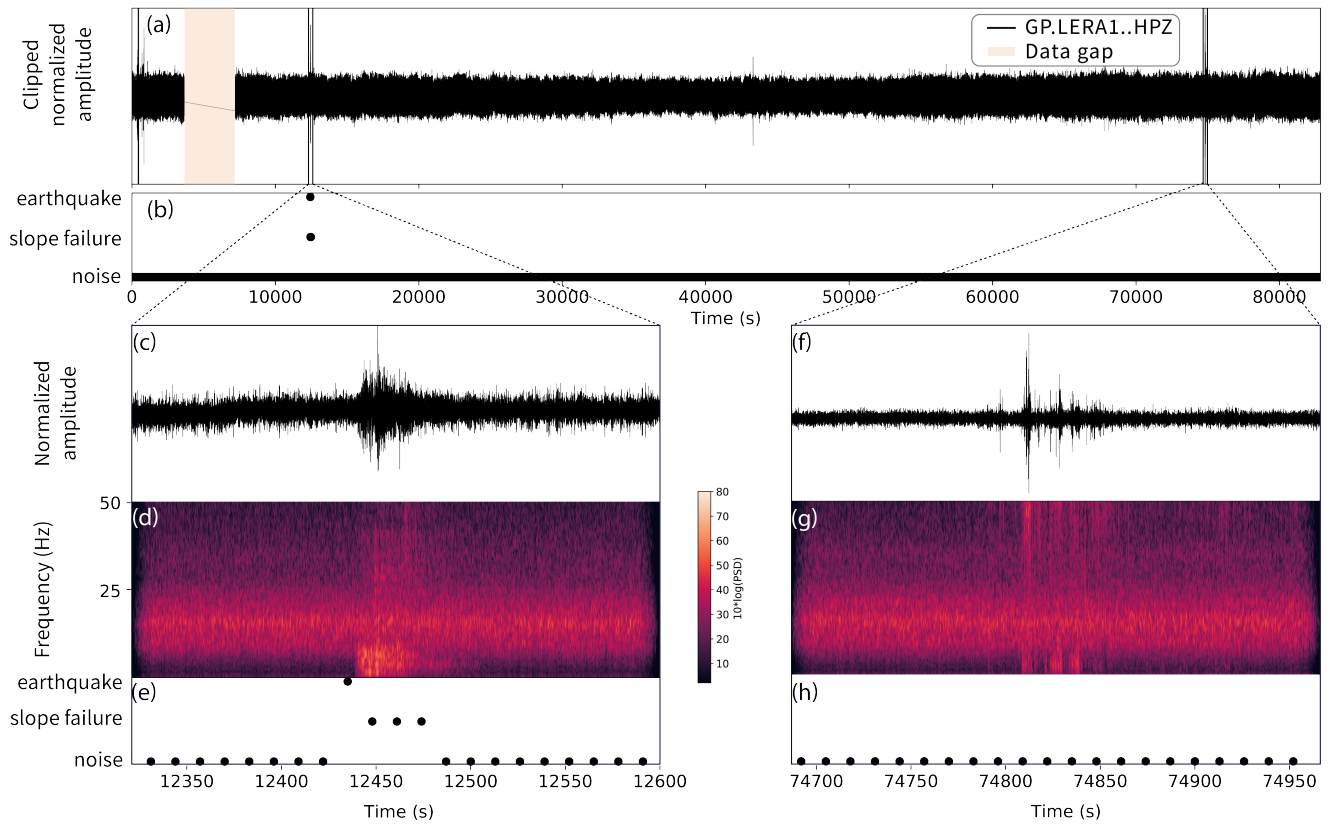 (a)
Clipped
normalized
amplitude
GP.LERA1..HPZ
Data gap
(b)
earthquake
slope failure
noise
0 10000 20000 30000 40000 50000 60000 70000 80000
Time (s)
(c)
Normalized
amplitude
(f)
(d)
50
25
Frequency (Hz)
80
70
60
50
40
30
20
10
10*log(PSD)
(g)
(e)
earthquake
slope failure
noise
12350 12400 12450 12500 12550 12600
Time (s)
(h)
74700 74750 74800 74850 74900 74950
Time (s)